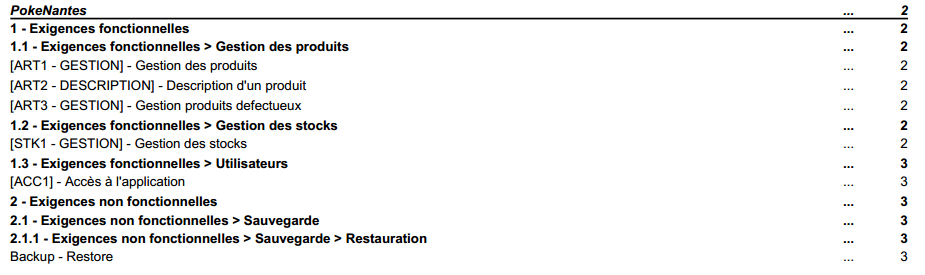 PokeNantes ... 2
1 - Exigences fonctionnelles ... 2
1.1 - Exigences fonctionnelles > Gestion des produits ... 2
[ART1 - GESTION] - Gestion des produits ... 2
[ART2 - DESCRIPTION] - Description d'un produit ... 2
[ART3 - GESTION] - Gestion produits defectueux ... 2
1.2 - Exigences fonctionnelles > Gestion des stocks ... 2
[STK1 - GESTION] - Gestion des stocks ... 2
1.3 - Exigences fonctionnelles > Utilisateurs ... 3
[ACC1] - Accès à l'application ... 3
2 - Exigences non fonctionnelles ... 3
2.1 - Exigences non fonctionnelles > Sauvegarde ... 3
2.1.1 - Exigences non fonctionnelles > Sauvegarde > Restauration ... 3
Backup - Restore ... 3